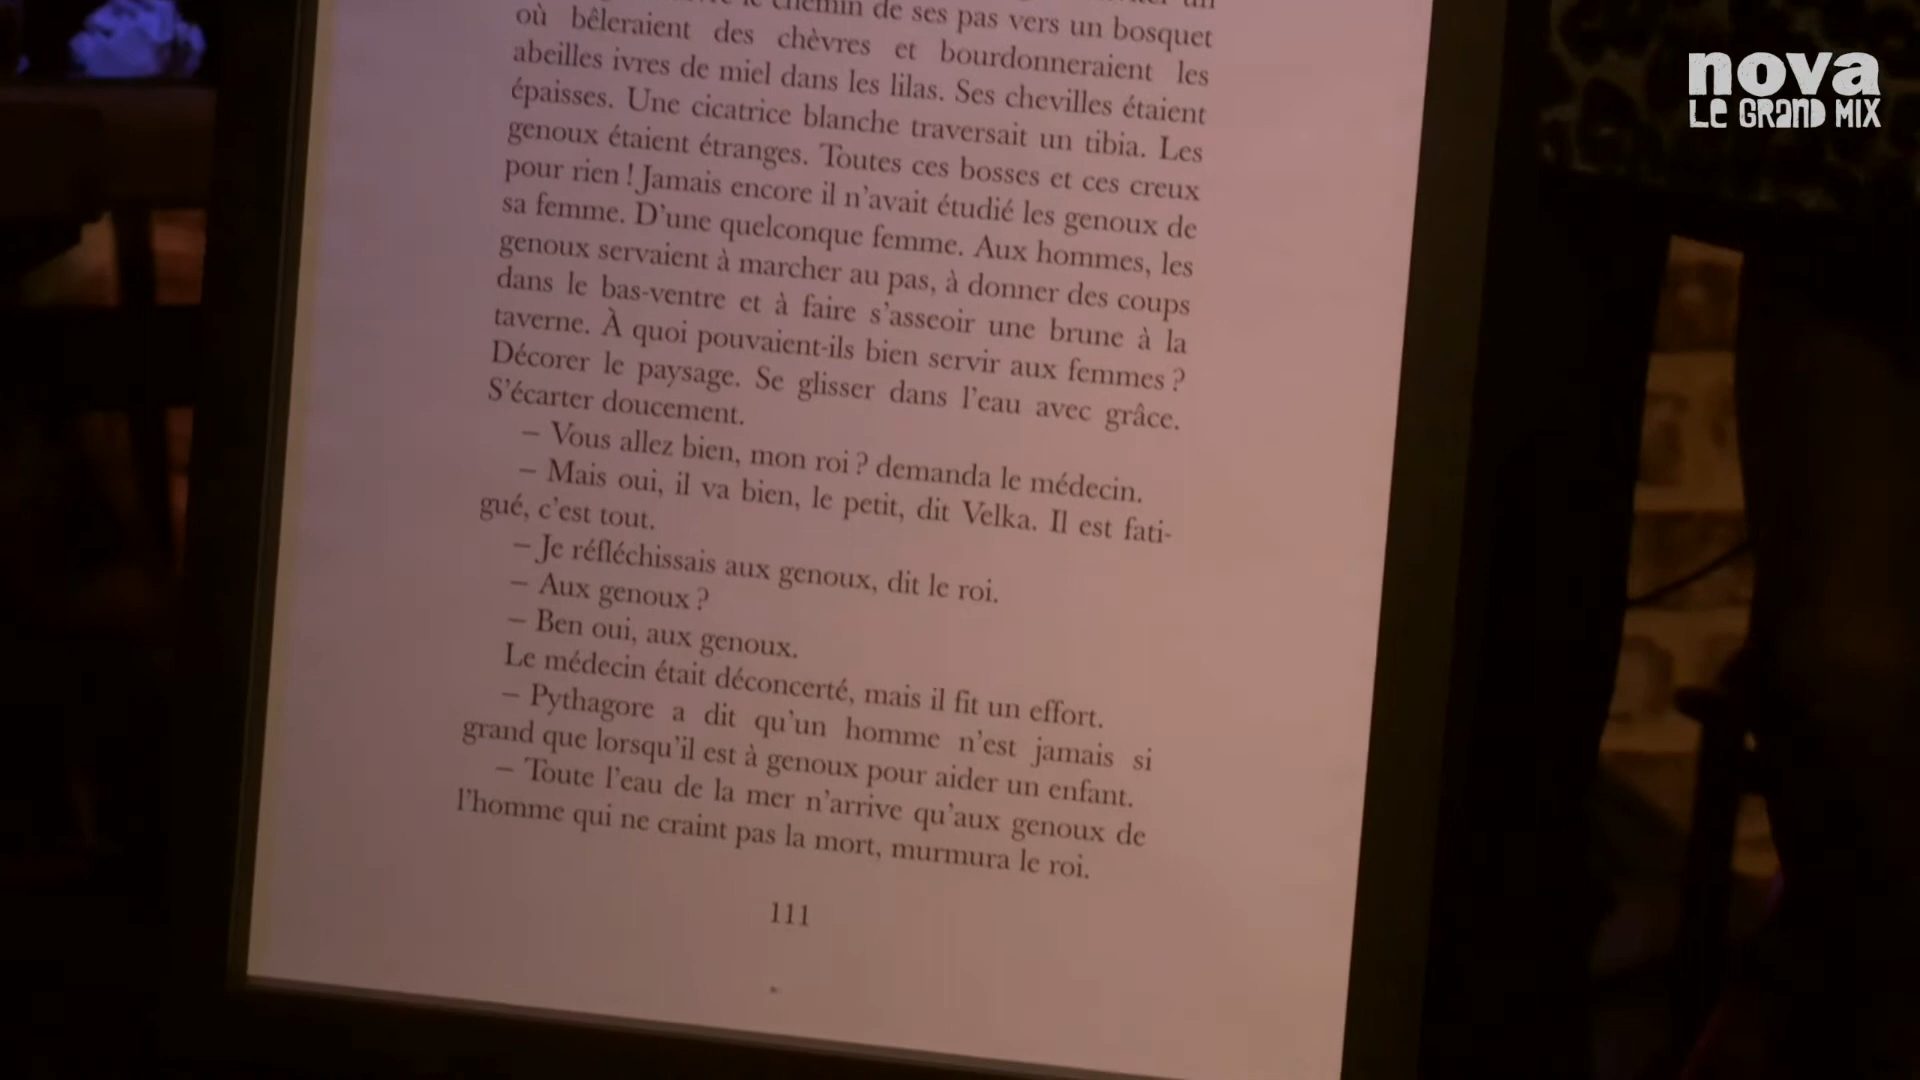 chemin de ses pas vers un bosquet
où bêleraient des chèvres et bourdonneraient les
abeilles ivres de miel dans les lilas. Ses chevilles étaient
épaisses. Une cicatrice blanche traversait un tibia. Les
genoux étaient étranges. Toutes ces bosses et ces creux
pour rien ! Jamais encore il n'avait étudié les genoux de
sa femme. D'une quelconque femme. Aux hommes, les
genoux servaient à marcher au pas, à donner des coups
dans le bas-ventre et à faire s'asseoir une brune à la
taverne. À quoi pouvaient-ils bien servir aux femmes ?
Décorer le paysage. Se glisser dans l'eau avec grâce.
S'écarter doucement.
– Vous allez bien, mon roi ? demanda le médecin.
– Mais oui, il va bien, le petit, dit Velka. Il est fati-
gué, c'est tout.
– Je réfléchissais aux genoux, dit le roi.
– Aux genoux ?
– Ben oui, aux genoux.
Le médecin était déconcerté, mais il fit un effort.
– Pythagore a dit qu'un homme n'est jamais si
grand que lorsqu'il est à genoux pour aider un enfant.
– Toute l'eau de la mer n'arrive qu'aux genoux de
l'homme qui ne craint pas la mort, murmura le roi.
111
nova
LE GRAND MIX